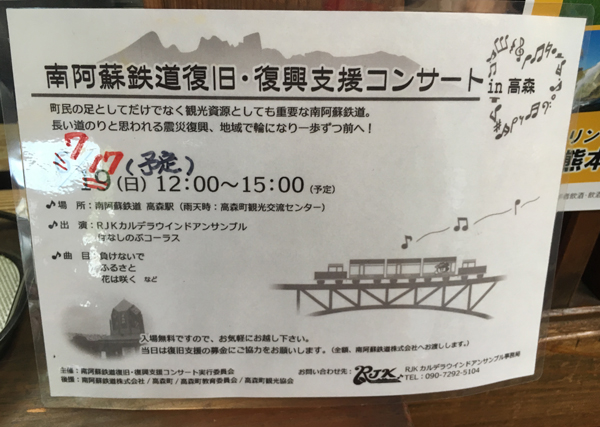 南阿蘇鉄道復旧・復興支援コンサート in 高森
町民の足としてだけでなく観光資源としても重要な南阿蘇鉄道。
長い道のりと思われる震災復興、地域で輪になり一歩ずつ前へ！
7/17(予定)
9(日) 12:00～15:00(予定)
場 所：南阿蘇鉄道 高森駅（雨天時：高森町観光交流センター）
出 演：RJKカルデラウインドアンサンブル
はなしのぶコーラス
曲 目：負けないで
ふるさと
花は咲く など
入場無料ですので、お気軽にお越し下さい。
当日は復旧支援の募金にご協力をお願いします。（全額、南阿蘇鉄道株式会社へお渡しします。）
主催：南阿蘇鉄道復旧・復興支援コンサート実行委員会
後援：南阿蘇鉄道株式会社/高森町/高森町教育委員会/高森町観光協会
お問い合わせ先：
RJK
RJKカルデラウインドアンサンブル事務局
TEL：090-7292-5104
リン
熊本